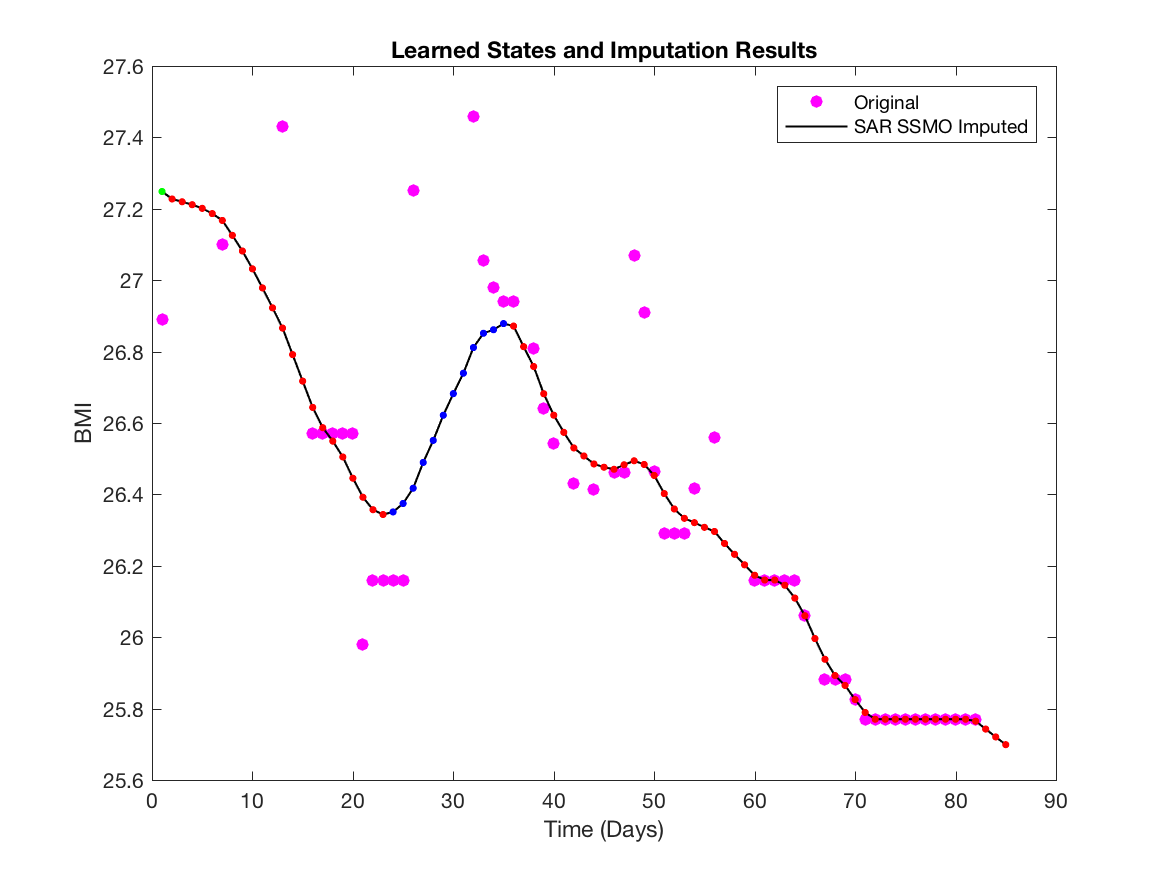 Learned States and Imputation Results
27.6
27.4
27.2
27
26.8
26.6
26.4
26.2
26
25.8
25.6
BMI
Original
SAR SSMO Imputed
0 10 20 30 40 50 60 70 80 90
Time (Days)